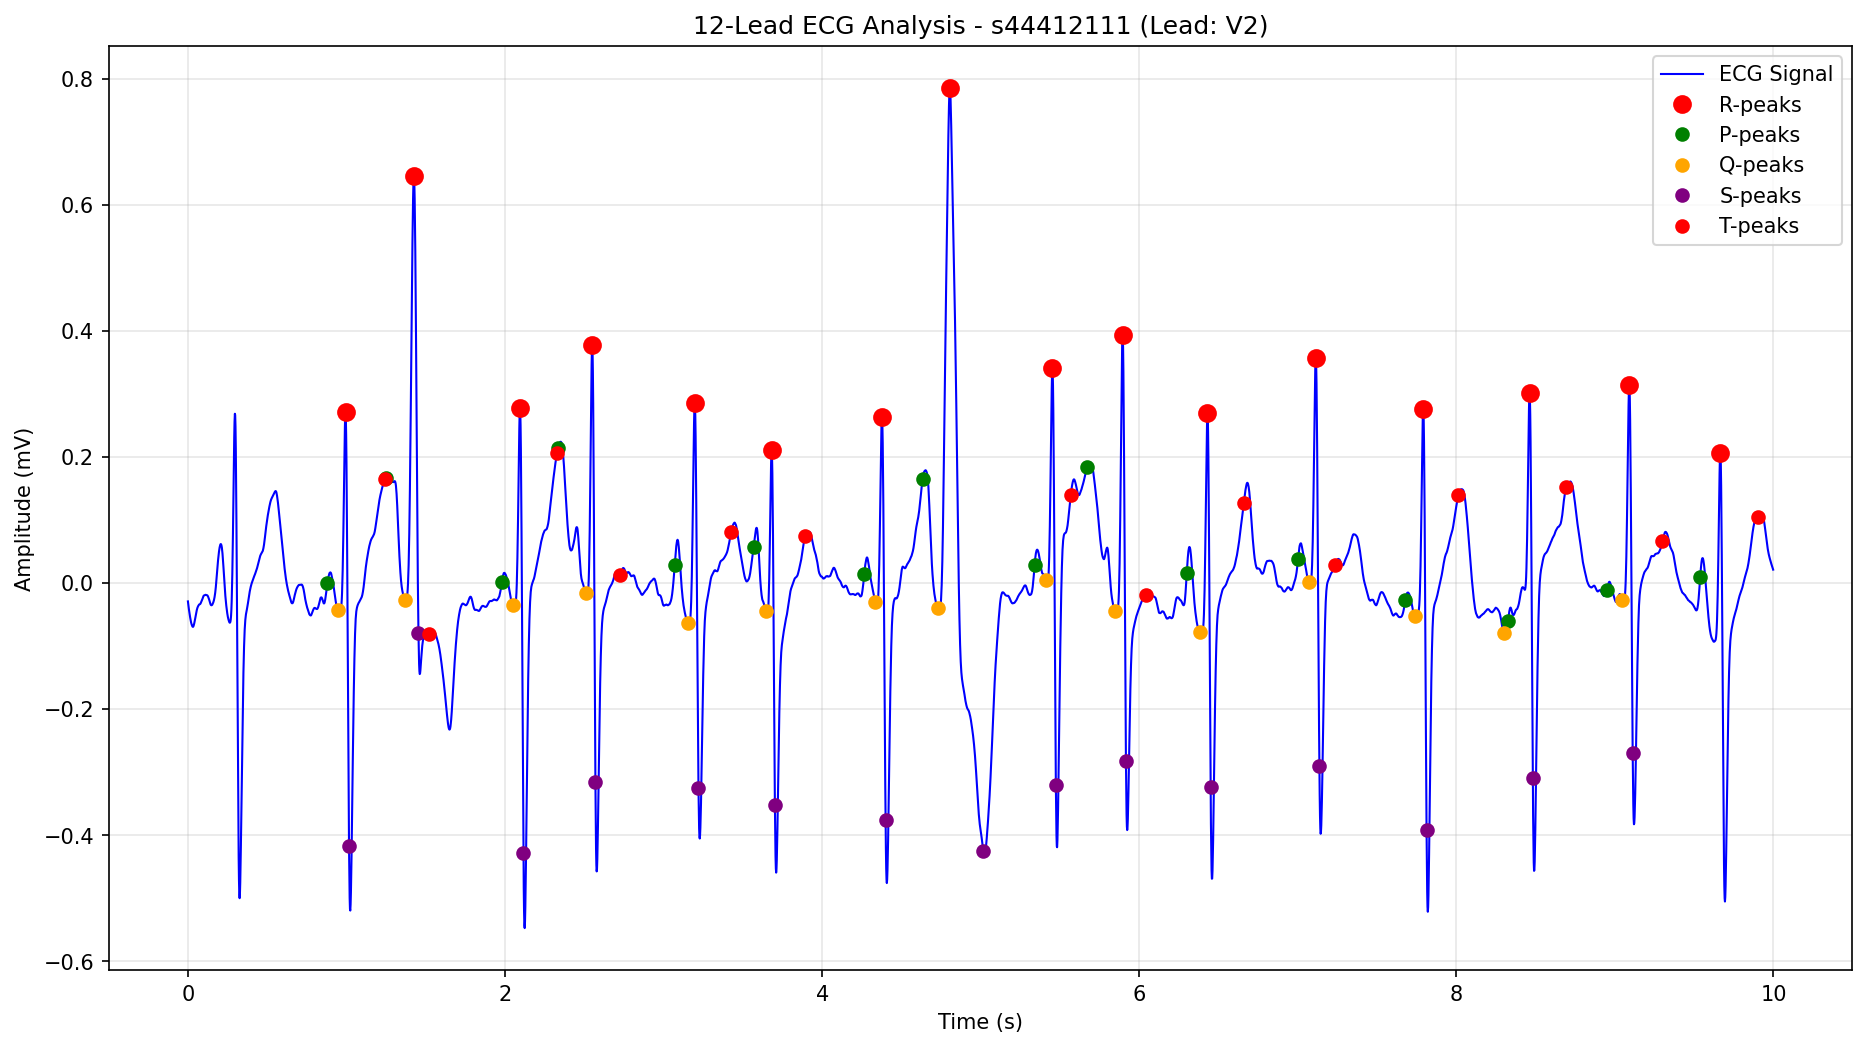 12-Lead ECG Analysis - s44412111 (Lead: V2)
ECG Signal
R-peaks
P-peaks
Q-peaks
S-peaks
T-peaks
Amplitude (mV)
0.8
0.6
0.4
0.2
0.0
−0.2
−0.4
−0.6
0 2 4 6 8 10
Time (s)